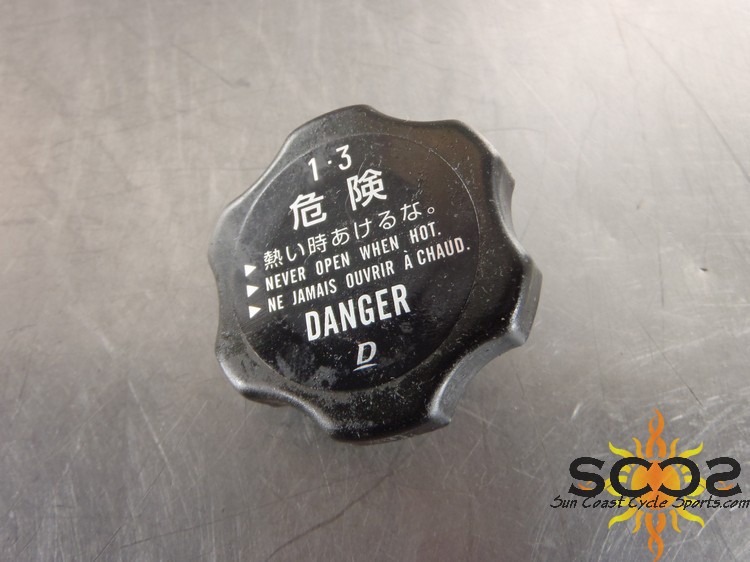 1·3
危険
▶熱い時あけるな。
▶NEVER OPEN WHEN HOT.
▶NE JAMAIS OUVRIR À CHAUD.
DANGER
D
SCCS
Sun Coast Cycle Sports.com